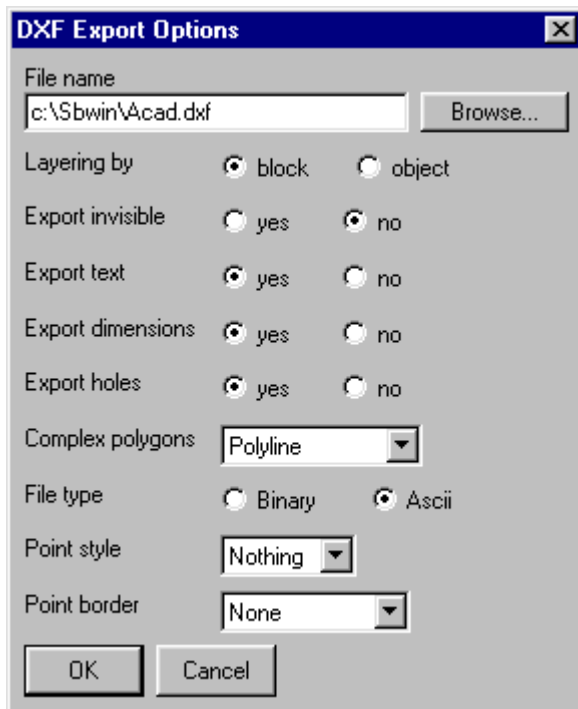 DXF Export Options
File name
c:\Sbwin\Acad.dxf Browse...
Layering by block object
Export invisible yes no
Export text yes no
Export dimensions yes no
Export holes yes no
Complex polygons Polyline
File type Binary Ascii
Point style Nothing
Point border None
OK Cancel